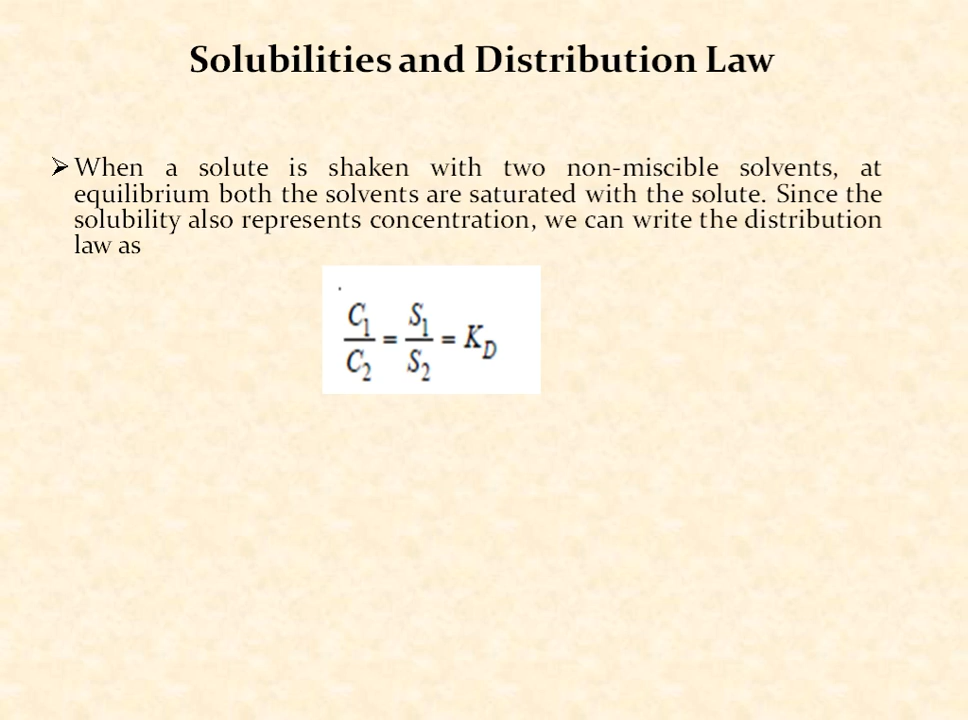 Solubilities and Distribution Law
➢ When a solute is shaken with two non-miscible solvents, at
equilibrium both the solvents are saturated with the solute. Since the
solubility also represents concentration, we can write the distribution
law as
C₁/C₂ = S₁/S₂ = K_D